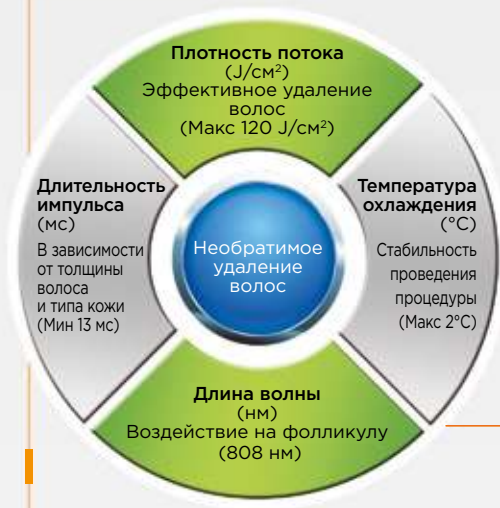 Плотность потока
(J/см²)
Эффективное удаление
волос
(Макс 120 J/см²)
Длительность
импульса
(мс)
В зависимости
от толщины
волоса
и типа кожи
(Мин 13 мс)
Необратимое
удаление
волос
Температура
охлаждения
(°C)
Стабильность
проведения
процедуры
(Макс 2°C)
Длина волны
(нм)
Воздействие на фолликулу
(808 нм)